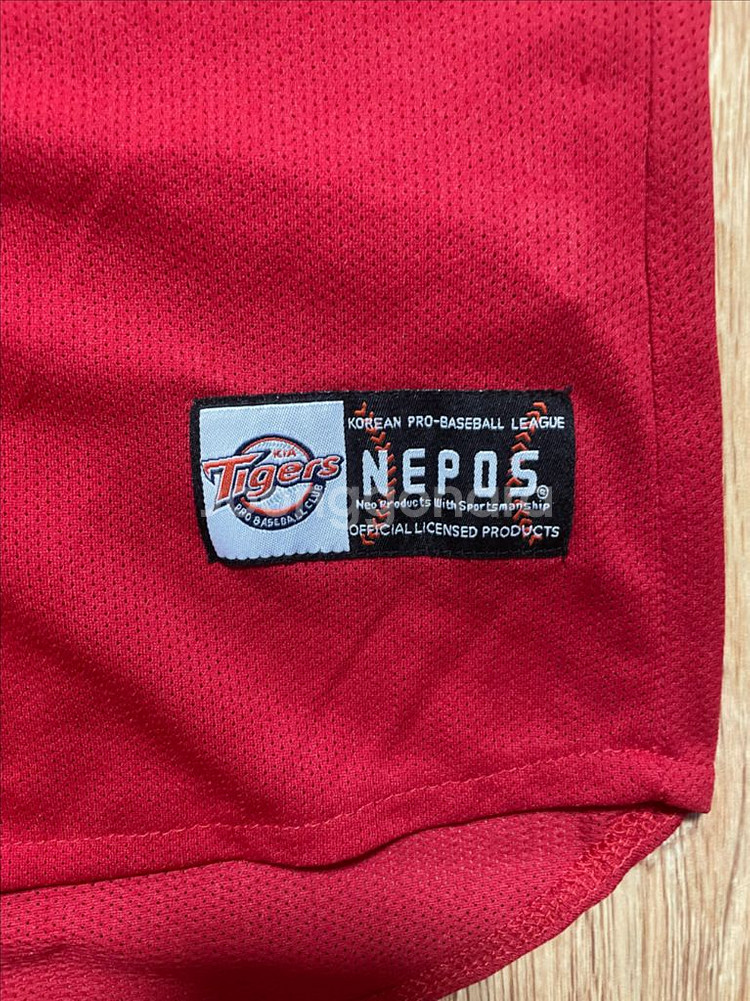 KIA
Tigers
PRO BASEBALL CLUB
KOREAN PRO-BASEBALL LEAGUE
NEPOS®
Neo Products With Sportsmanship
OFFICIAL LICENSED PRODUCTS